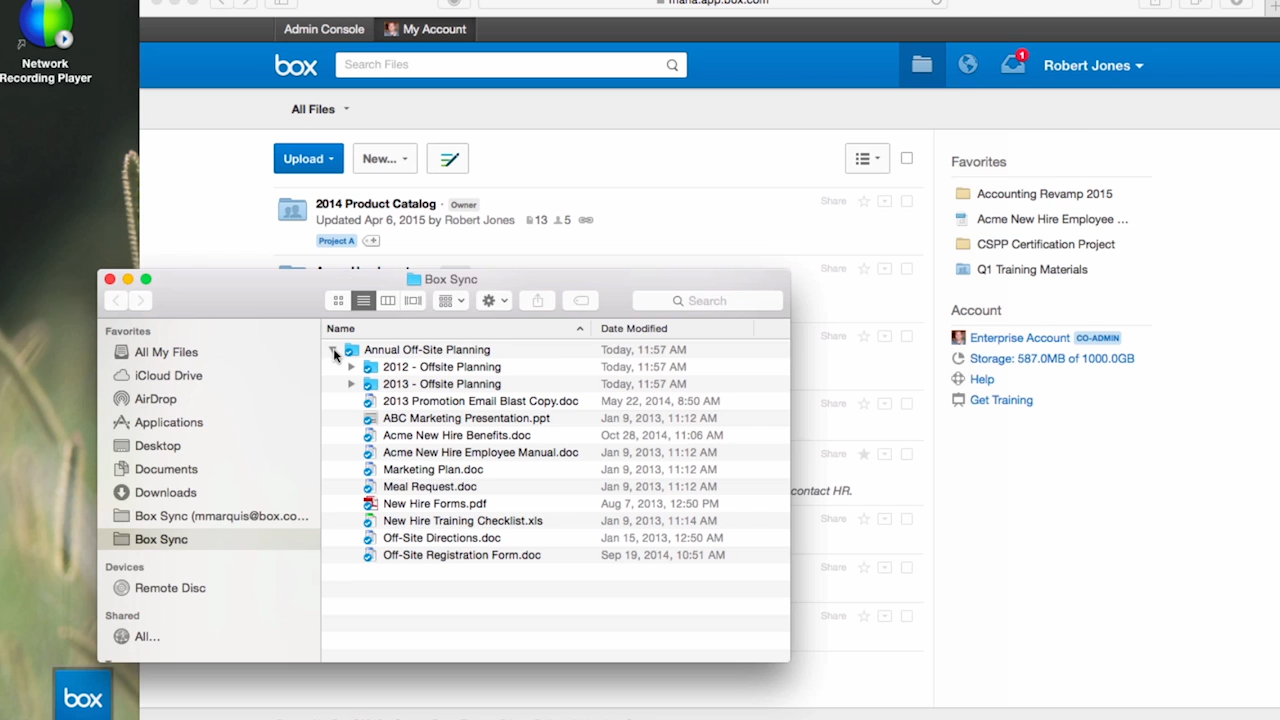 maria.app.box.com
Network
Recording Player
Admin Console
My Account
box
Search Files
1
Robert Jones
All Files
Upload
New...
2014 Product Catalog · Owner
Updated Apr 6, 2015 by Robert Jones 13 5
Project A
Share
Share
Share
Share
Share
contact HR.
Share
Share
Share
Favorites
Accounting Revamp 2015
Acme New Hire Employee ...
CSPP Certification Project
Q1 Training Materials
Account
Enterprise Account CO-ADMIN
Storage: 587.0MB of 1000.0GB
Help
Get Training
Box Sync
Search
Favorites
All My Files
iCloud Drive
AirDrop
Applications
Desktop
Documents
Downloads
Box Sync (mmarquis@box.co...
Box Sync
Devices
Remote Disc
Shared
All...
Name Date Modified
Annual Off-Site Planning Today, 11:57 AM
2012 - Offsite Planning Today, 11:57 AM
2013 - Offsite Planning Today, 11:57 AM
2013 Promotion Email Blast Copy.doc May 22, 2014, 8:50 AM
ABC Marketing Presentation.ppt Jan 9, 2013, 11:12 AM
Acme New Hire Benefits.doc Oct 28, 2014, 11:06 AM
Acme New Hire Employee Manual.doc Jan 9, 2013, 11:12 AM
Marketing Plan.doc Jan 9, 2013, 11:12 AM
Meal Request.doc Jan 9, 2013, 11:12 AM
New Hire Forms.pdf Aug 7, 2013, 12:50 PM
New Hire Training Checklist.xls Jan 9, 2013, 11:14 AM
Off-Site Directions.doc Jan 15, 2013, 12:50 AM
Off-Site Registration Form.doc Sep 19, 2014, 10:51 AM
box